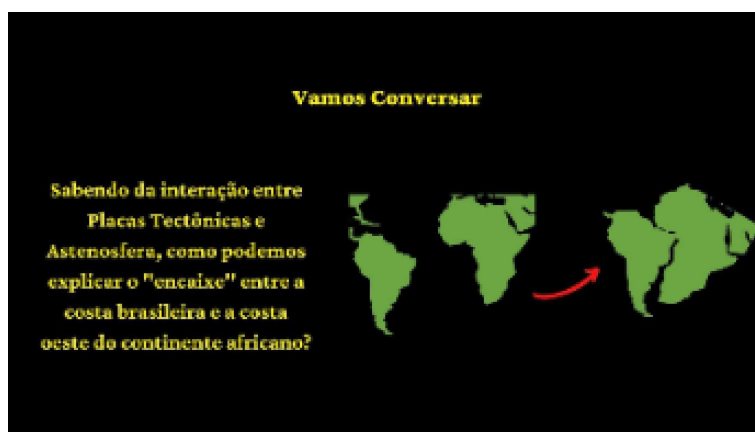 Vamos Conversar
Sabendo da interação entre
Placas Tectônicas e
Astenosfera, como podemos
explicar o "encaixe" entre a
costa brasileira e a costa
oeste do continente africano?